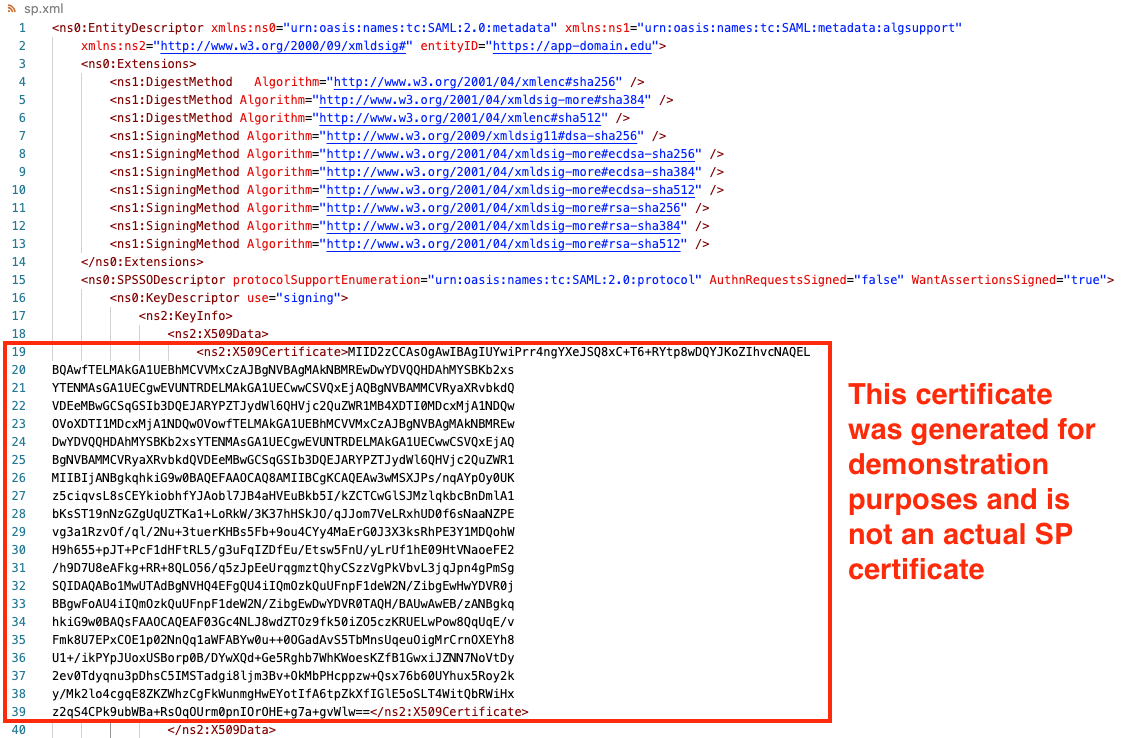 sp.xml
1 <ns0:EntityDescriptor xmlns:ns0="urn:oasis:names:tc:SAML:2.0:metadata" xmlns:ns1="urn:oasis:names:tc:SAML:metadata:algsupport"
2 xmlns:ns2="http://www.w3.org/2000/09/xmldsig#" entityID="https://app-domain.edu">
3 <ns0:Extensions>
4 <ns1:DigestMethod   Algorithm="http://www.w3.org/2001/04/xmlenc#sha256" />
5 <ns1:DigestMethod Algorithm="http://www.w3.org/2001/04/xmldsig-more#sha384" />
6 <ns1:DigestMethod Algorithm="http://www.w3.org/2001/04/xmlenc#sha512" />
7 <ns1:SigningMethod Algorithm="http://www.w3.org/2009/xmldsig11#dsa-sha256" />
8 <ns1:SigningMethod Algorithm="http://www.w3.org/2001/04/xmldsig-more#ecdsa-sha256" />
9 <ns1:SigningMethod Algorithm="http://www.w3.org/2001/04/xmldsig-more#ecdsa-sha384" />
10 <ns1:SigningMethod Algorithm="http://www.w3.org/2001/04/xmldsig-more#ecdsa-sha512" />
11 <ns1:SigningMethod Algorithm="http://www.w3.org/2001/04/xmldsig-more#rsa-sha256" />
12 <ns1:SigningMethod Algorithm="http://www.w3.org/2001/04/xmldsig-more#rsa-sha384" />
13 <ns1:SigningMethod Algorithm="http://www.w3.org/2001/04/xmldsig-more#rsa-sha512" />
14 </ns0:Extensions>
15 <ns0:SPSSODescriptor protocolSupportEnumeration="urn:oasis:names:tc:SAML:2.0:protocol" AuthnRequestsSigned="false" WantAssertionsSigned="true">
16 <ns0:KeyDescriptor use="signing">
17 <ns2:KeyInfo>
18 <ns2:X509Data>
19 <ns2:X509Certificate>MIID2zCCAsOgAwIBAgIUYwiPrr4ngYXeJSQ8xC+T6+RYtp8wDQYJKoZIhvcNAQEL
20 BQAwfTELMAkGA1UEBhMCVVMxCzAJBgNVBAgMAkNBMREwDwYDVQQHDAhMYSBKb2xs
21 YTENMAsGA1UECgwEVUNTRDELMAkGA1UECwwCSVQxEjAQBgNVBAMMCVRyaXRvbkdQ
22 VDEeMBwGCSqGSIb3DQEJARYPZTJydWl6QHVjc2QuZWR1MB4XDTI0MDcxMjA1NDQw
23 OVoXDTI1MDcxMjA1NDQwOVowfTELMAkGA1UEBhMCVVMxCzAJBgNVBAgMAkNBMREw
24 DwYDVQQHDAhMYSBKb2xsYTENMAsGA1UECgwEVUNTRDELMAkGA1UECwwCSVQxEjAQ
25 BgNVBAMMCVRyaXRvbkdQVDEeMBwGCSqGSIb3DQEJARYPZTJydWl6QHVjc2QuZWR1
26 MIIBIjANBgkqhkiG9w0BAQEFAAOCAQ8AMIIBCgKCAQEAw3wMSXJPs/nqAYpOy0UK
27 z5ciqvsL8sCEYkiobhfYJAobl7JB4aHVEuBkb5I/kZCTCwGlSJMzlqkbcBnDmlA1
28 bKsST19nNzGZgUqUZTKa1+LoRkW/3K37hHSkJO/qJJom7VeLRxhUD0f6sNaaNZPE
29 vg3a1RzvOf/ql/2Nu+3tuerKHBs5Fb+9ou4CYy4MaErG0J3X3ksRhPE3Y1MDQohW
30 H9h655+pJT+PcF1dHFtRL5/g3uFqIZDfEu/Etsw5FnU/yLrUf1hE09HtVNaoeFE2
31 /h9D7U8eAFkg+RR+8QLO56/q5zJpEeUrqgmztQhyCSzzVgPkVbvL3jqJpn4gPmSg
32 SQIDAQABo1MwUTAdBgNVHQ4EFgQU4iIQmOzkQuUFnpF1deW2N/ZibgEwHwYDVR0j
33 BBgwFoAU4iIQmOzkQuUFnpF1deW2N/ZibgEwDwYDVR0TAQH/BAUwAwEB/zANBgkq
34 hkiG9w0BAQsFAAOCAQEAF03Gc4NLJ8wdZTOz9fk50iZO5czKRUELwPow8QqUqE/v
35 Fmk8U7EPxCOE1p02NnQq1aWFABYw0u++0OGadAvS5TbMnsUqeuOigMrCrnOXEYh8
36 U1+/ikPYpJUoxUSBorp0B/DYwXQd+Ge5Rghb7WhKWoesKZfB1GwxiJZNN7NoVtDy
37 2ev0Tdyqnu3pDhsC5IMSTadgi8ljm3Bv+OkMbPHcppzw+Qsx76b60UYhux5Roy2k
38 y/Mk2lo4cgqE8ZKZWhzCgFkWunmgHwEYotIfA6tpZkXfIGlE5oSLT4WitQbRWiHx
39 z2qS4CPk9ubWBa+RsOqOUrm0pnIOrOHE+g7a+gvWlw==</ns2:X509Certificate>
40 </ns2:X509Data>
This certificate
was generated for
demonstration
purposes and is
not an actual SP
certificate